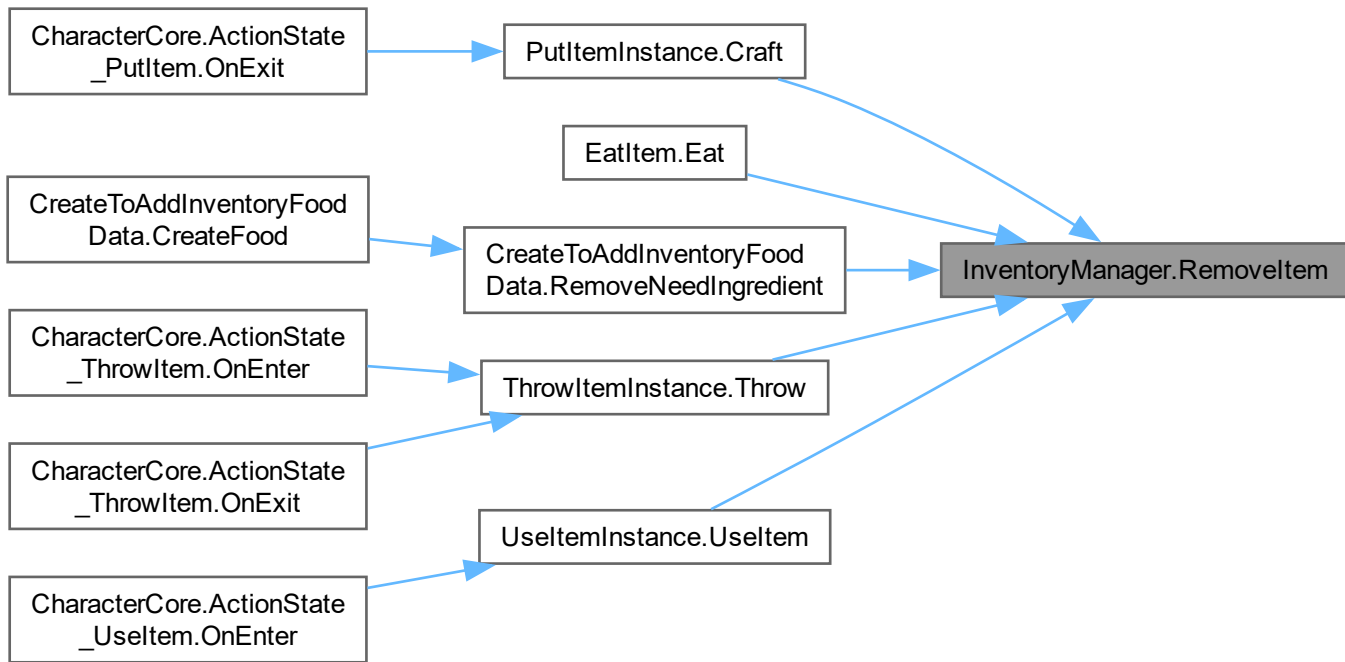 CharacterCore.ActionState
_PutItem.OnExit
PutItemInstance.Craft
EatItem.Eat
CreateToAddInventoryFood
Data.CreateFood
CreateToAddInventoryFood
Data.RemoveNeedIngredient
InventoryManager.RemoveItem
CharacterCore.ActionState
_ThrowItem.OnEnter
ThrowItemInstance.Throw
CharacterCore.ActionState
_ThrowItem.OnExit
UseItemInstance.UseItem
CharacterCore.ActionState
_UseItem.OnEnter